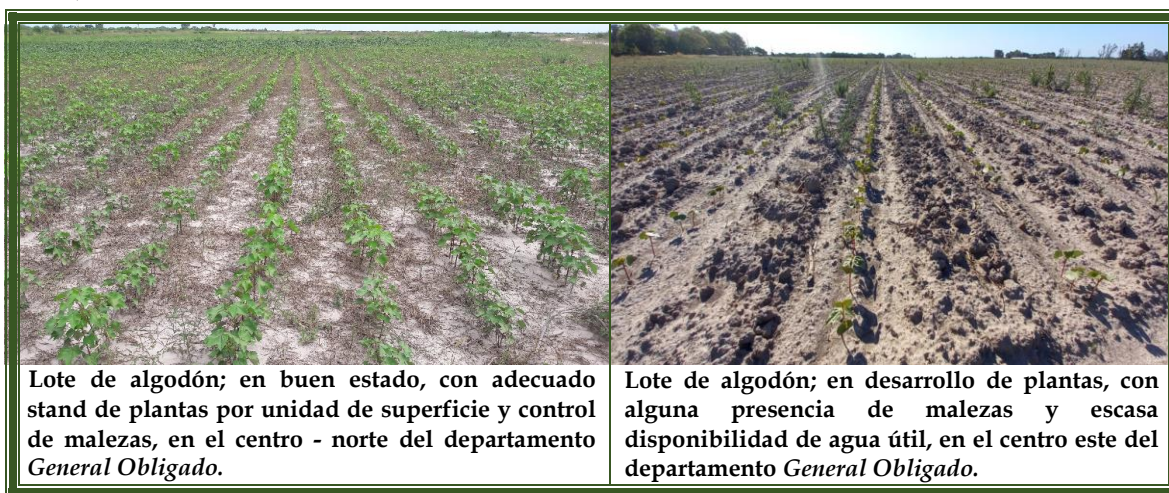 Lote de algodón; en buen estado, con adecuado
stand de plantas por unidad de superficie y control
de malezas, en el centro - norte del departamento
General Obligado.
Lote de algodón; en desarrollo de plantas, con
alguna presencia de malezas y escasa
disponibilidad de agua útil, en el centro este del
departamento General Obligado.